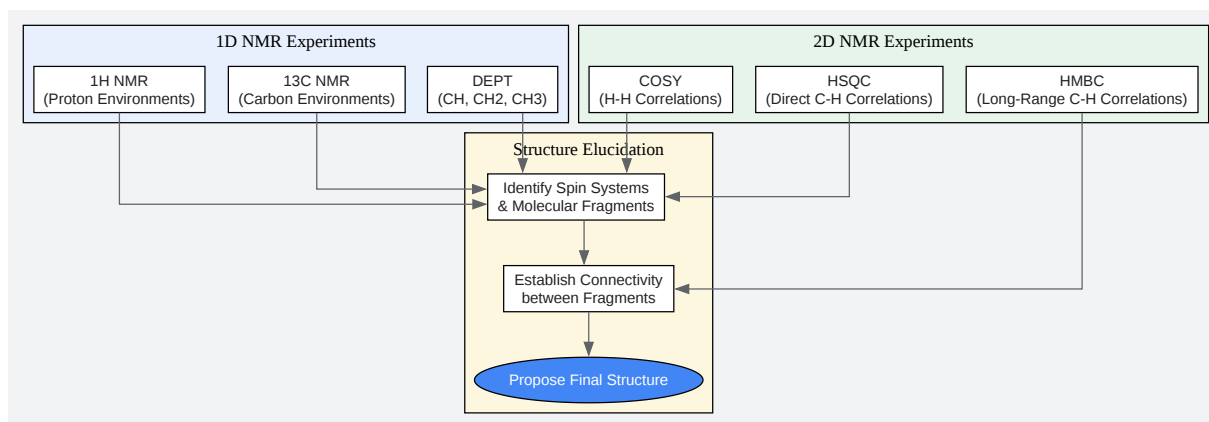 1D NMR Experiments
2D NMR Experiments
1H NMR
(Proton Environments)
13C NMR
(Carbon Environments)
DEPT
(CH, CH2, CH3)
COSY
(H-H Correlations)
HSQC
(Direct C-H Correlations)
HMBC
(Long-Range C-H Correlations)
Structure Elucidation
Identify Spin Systems
& Molecular Fragments
Establish Connectivity
between Fragments
Propose Final Structure